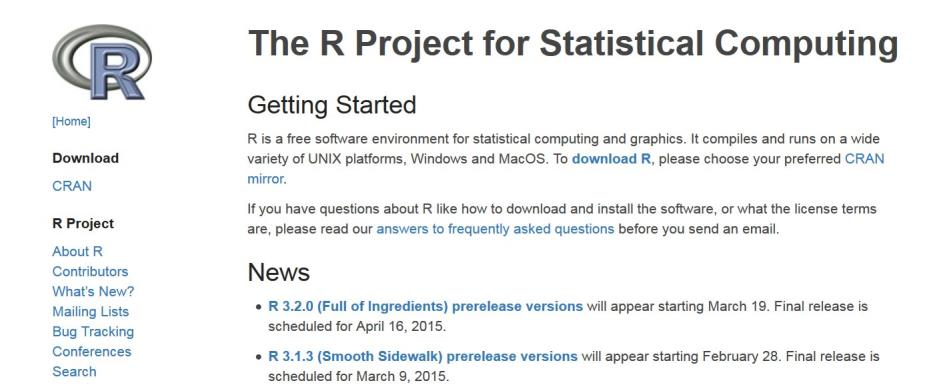 R
[Home]
Download
CRAN
R Project
About R
Contributors
What's New?
Mailing Lists
Bug Tracking
Conferences
Search
The R Project for Statistical Computing
Getting Started
R is a free software environment for statistical computing and graphics. It compiles and runs on a wide
variety of UNIX platforms, Windows and MacOS. To download R, please choose your preferred CRAN
mirror.
If you have questions about R like how to download and install the software, or what the license terms
are, please read our answers to frequently asked questions before you send an email.
News
• R 3.2.0 (Full of Ingredients) prerelease versions will appear starting March 19. Final release is
scheduled for April 16, 2015.
• R 3.1.3 (Smooth Sidewalk) prerelease versions will appear starting February 28. Final release is
scheduled for March 9, 2015.